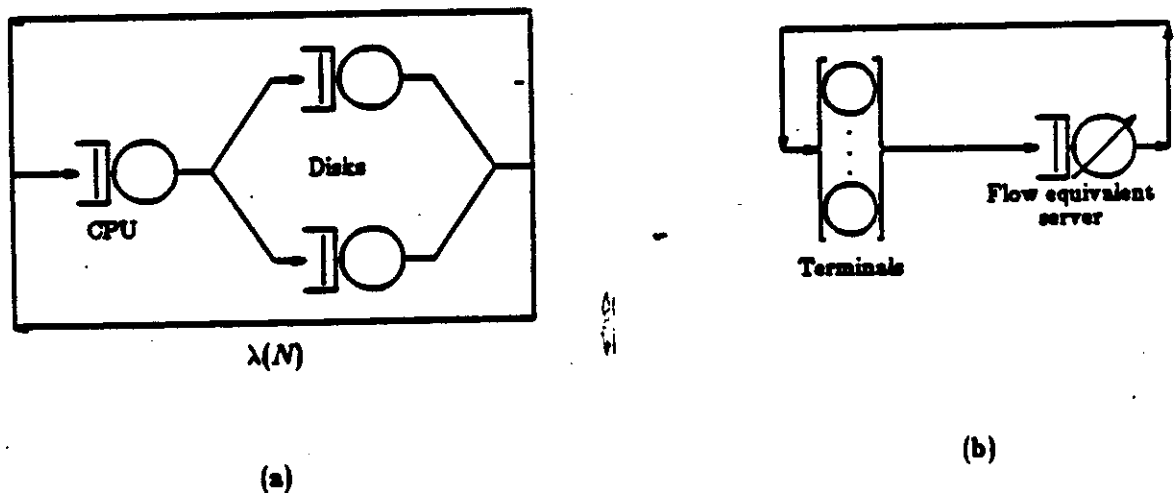 Disks
CPU
λ(N)
(a)
Terminals
Flow equivalent
server
(b)